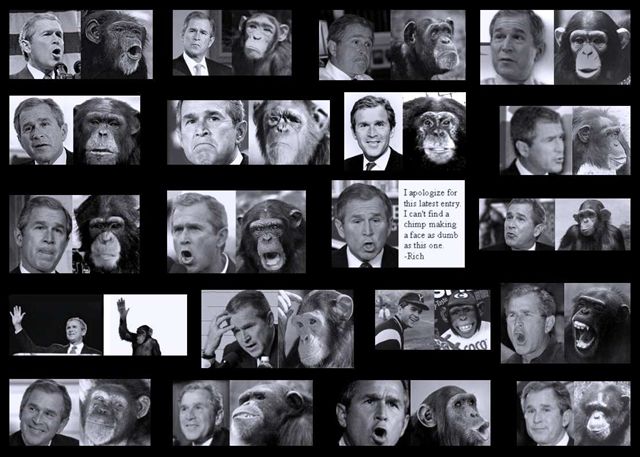 I apologize for
this latest entry.
I can't find a
chimp making
a face as dumb
as this one.
-Rich